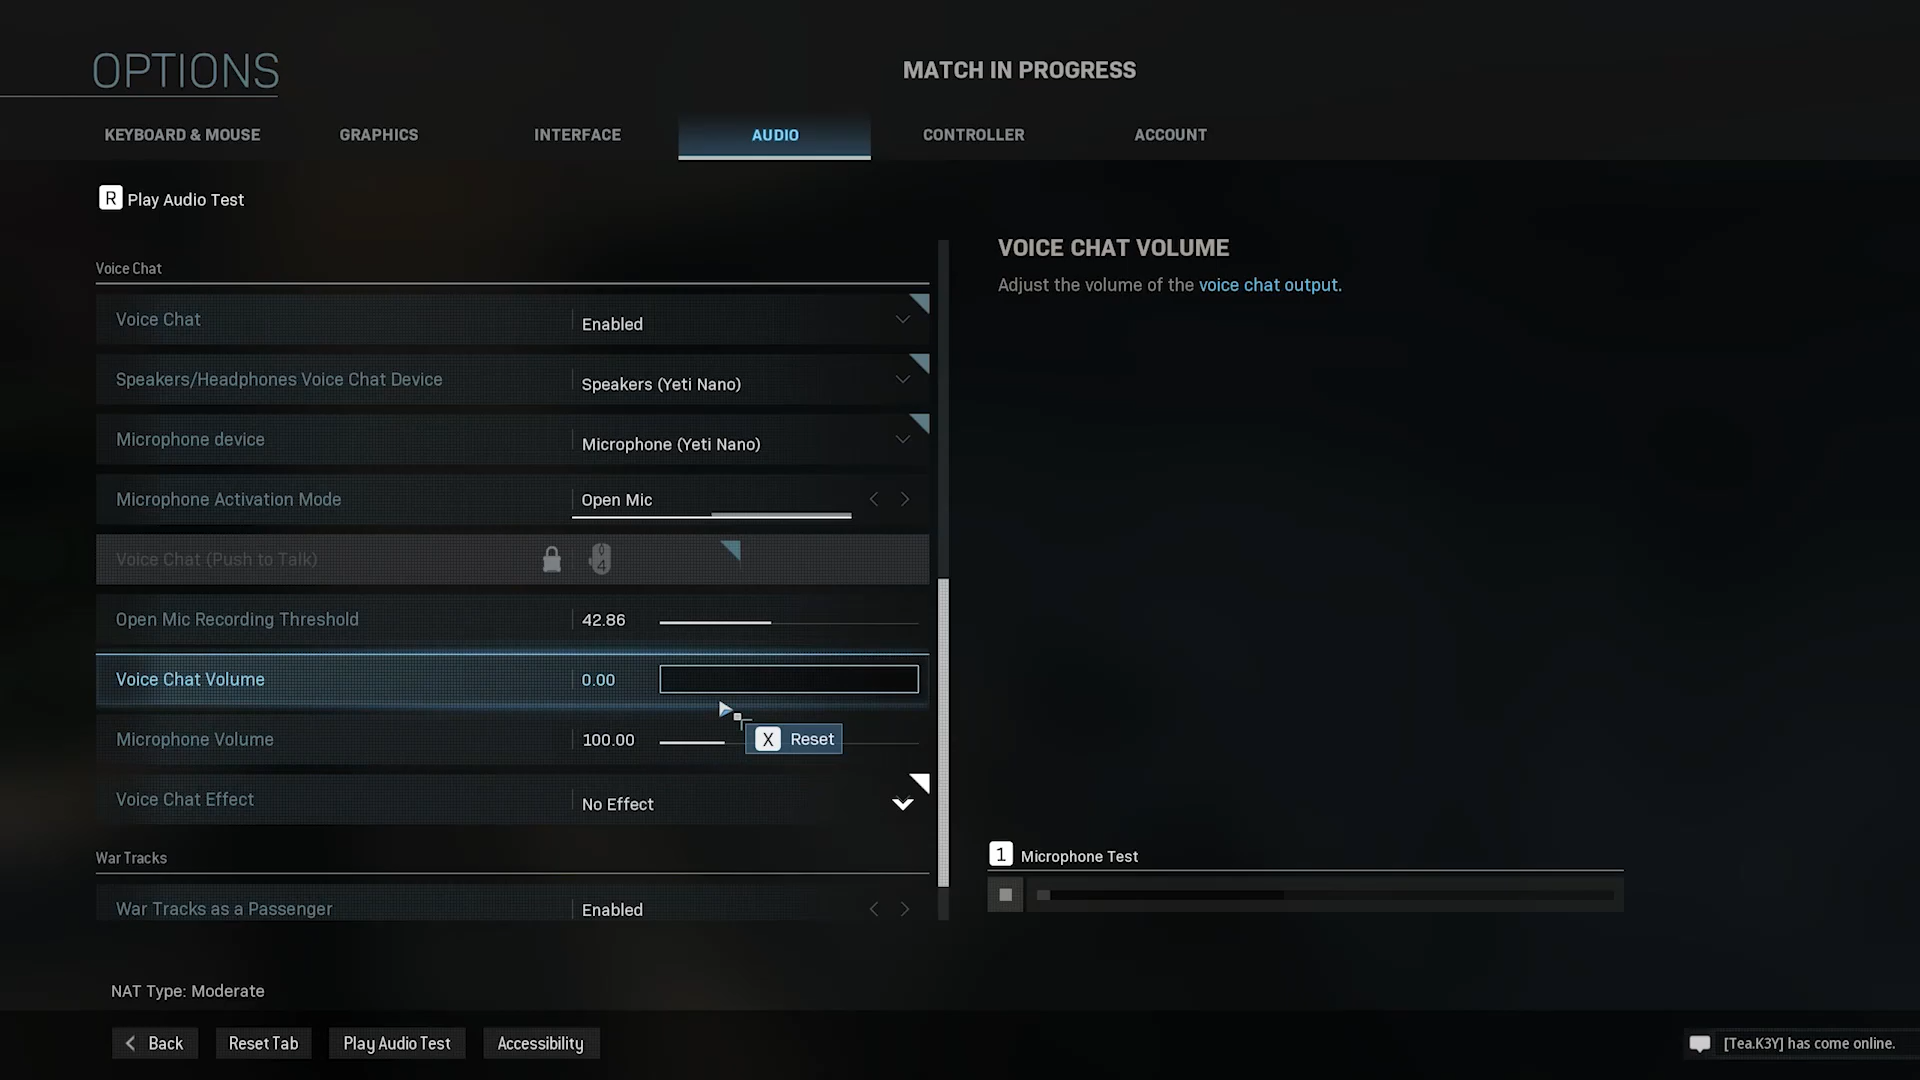 OPTIONS
MATCH IN PROGRESS
KEYBOARD & MOUSE
GRAPHICS
INTERFACE
AUDIO
CONTROLLER
ACCOUNT
R Play Audio Test
Voice Chat
Voice Chat Enabled
Speakers/Headphones Voice Chat Device Speakers (Yeti Nano)
Microphone device Microphone (Yeti Nano)
Microphone Activation Mode Open Mic
Voice Chat (Push to Talk) 4
Open Mic Recording Threshold 42.86
Voice Chat Volume 0.00
Microphone Volume 100.00
X Reset
Voice Chat Effect No Effect
War Tracks
War Tracks as a Passenger Enabled
VOICE CHAT VOLUME
Adjust the volume of the voice chat output.
1 Microphone Test
NAT Type: Moderate
Back
Reset Tab
Play Audio Test
Accessibility
[Tea.K3Y] has come online.